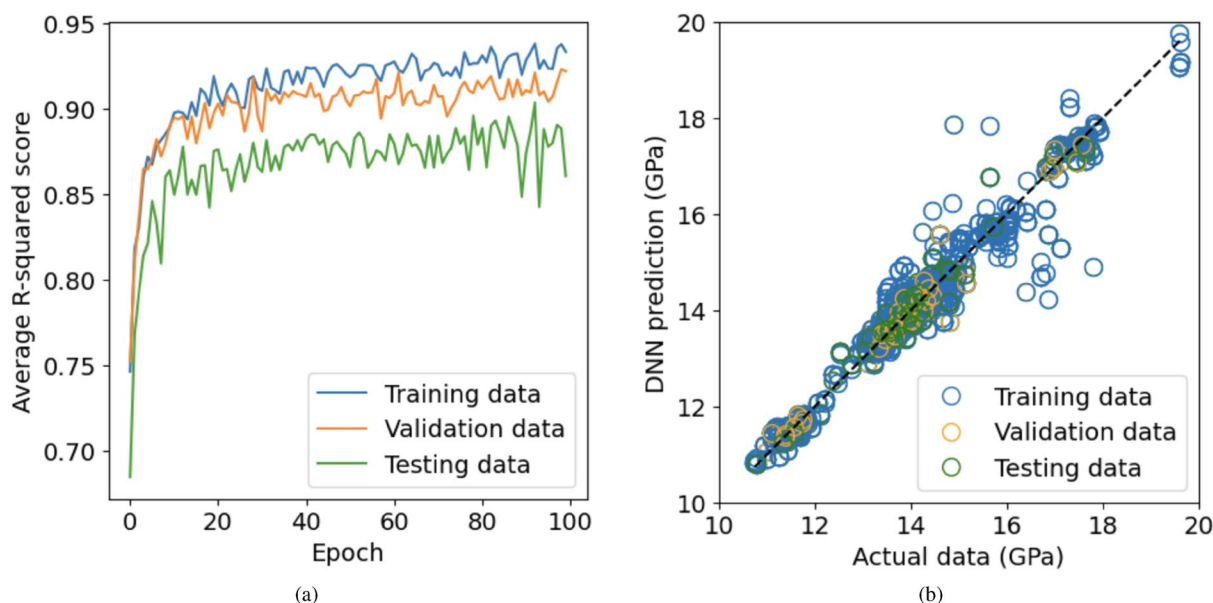 0.95
0.90
0.85
0.80
0.75
0.70
Average R-squared score
Training data
Validation data
Testing data
0 20 40 60 80 100
Epoch
(a)
20
18
16
14
12
10
DNN prediction (GPa)
Training data
Validation data
Testing data
10 12 14 16 18 20
Actual data (GPa)
(b)